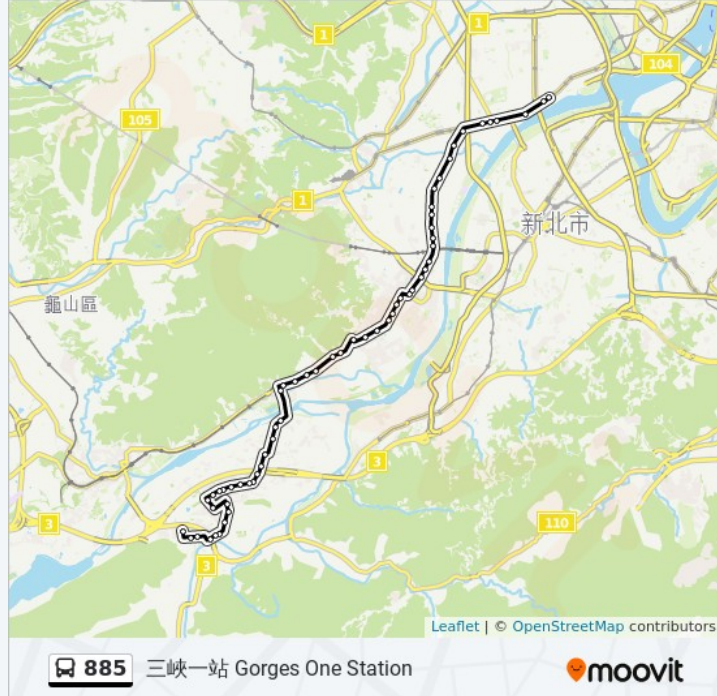 1
1
104
105
1
新北市
龜山區
3
3
110
3
Leaflet | © OpenStreetMap contributors
885 三峽一站 Gorges One Station
moovit